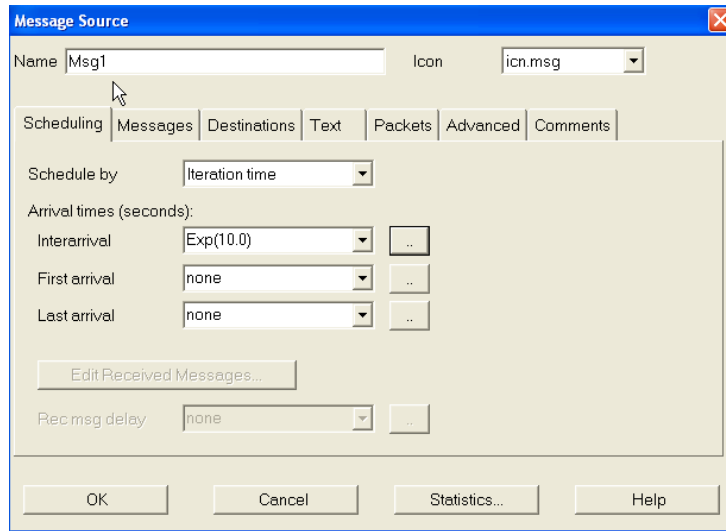 Message Source
Name Msg1 Icon icn.msg
Scheduling Messages Destinations Text Packets Advanced Comments
Schedule by Iteration time
Arrival times (seconds):
Interarrival Exp(10.0) ..
First arrival none ..
Last arrival none ..
Edit Received Messages...
Rec msg delay none ..
OK Cancel Statistics... Help